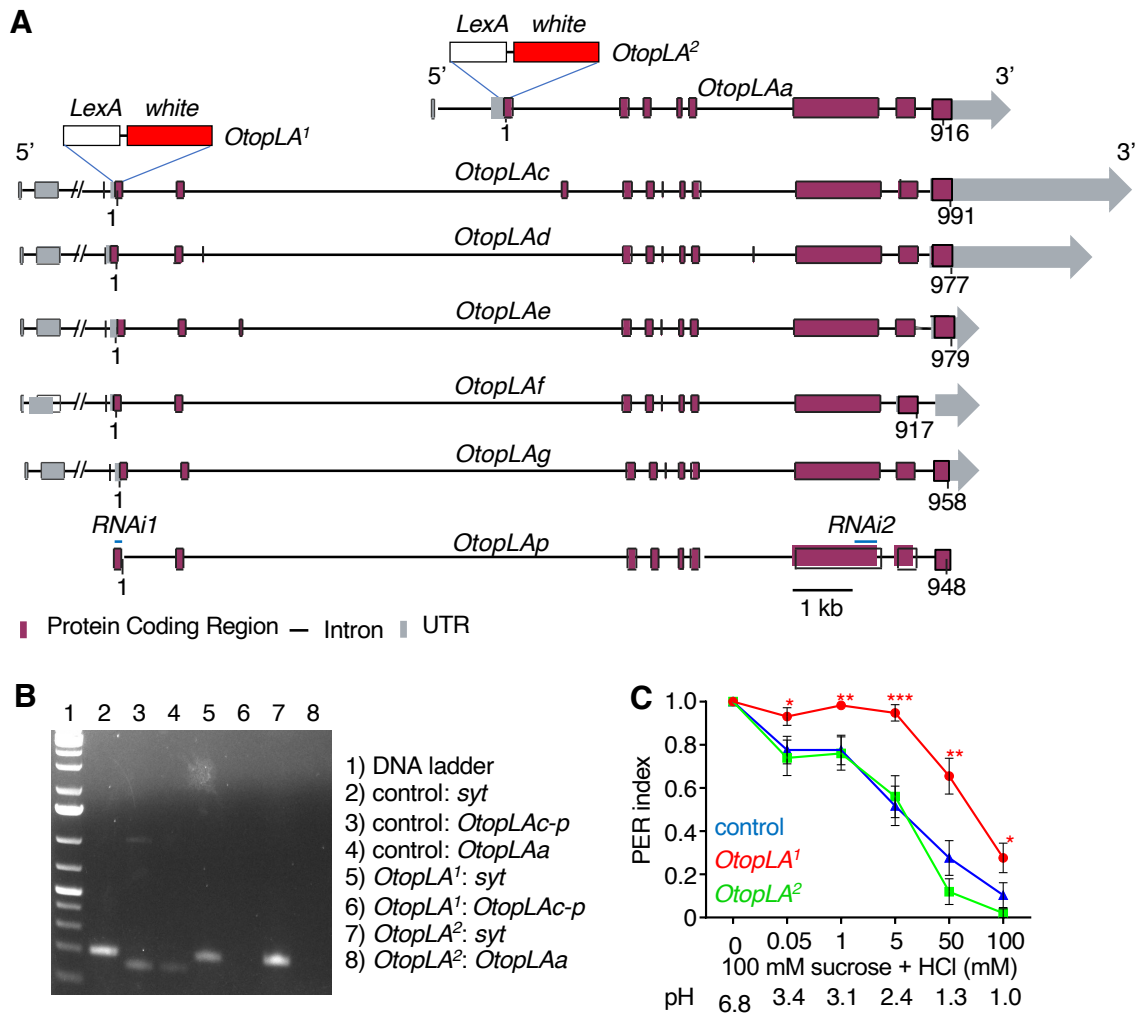 A
LexA white
OtopLA²
5’
OtopLAa
3’
1
916
LexA white
OtopLA¹
5’
OtopLAc
3’
1
991
OtopLAd
1
977
OtopLAe
1
979
OtopLAf
1
917
OtopLAg
1
958
RNAi1
OtopLAp
RNAi2
1
948
1 kb
Protein Coding Region
Intron
UTR
B
1 2 3 4 5 6 7 8
1) DNA ladder
2) control: syt
3) control: OtopLAc-p
4) control: OtopLAa
5) OtopLA¹: syt
6) OtopLA¹: OtopLAc-p
7) OtopLA²: syt
8) OtopLA²: OtopLAa
C
PER index
1.0
0.8
0.6
0.4
0.2
0
* ** *** ** *
control
OtopLA¹
OtopLA²
0 0.05 1 5 50 100
100 mM sucrose + HCl (mM)
pH 6.8 3.4 3.1 2.4 1.3 1.0